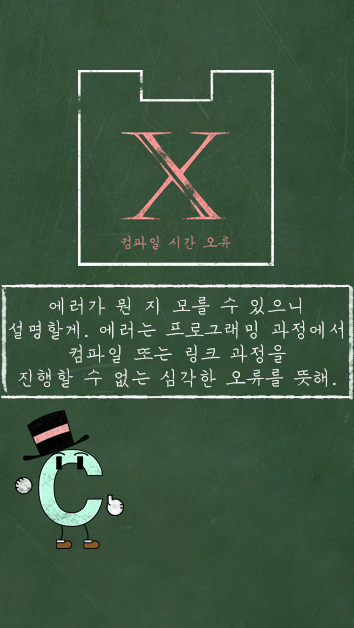 X
컴파일 시간 오류
에러가 뭔 지 모를 수 있으니
설명할게. 에러는 프로그래밍 과정에서
컴파일 또는 링크 과정을
진행할 수 없는 심각한 오류를 뜻해.
C